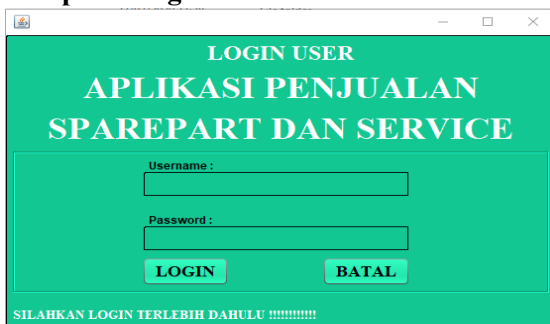 LOGIN USER
APLIKASI PENJUALAN
SPAREPART DAN SERVICE
Username :
Password :
LOGIN BATAL
SILAHKAN LOGIN TERLEBIH DAHULU !!!!!!!!!!!!